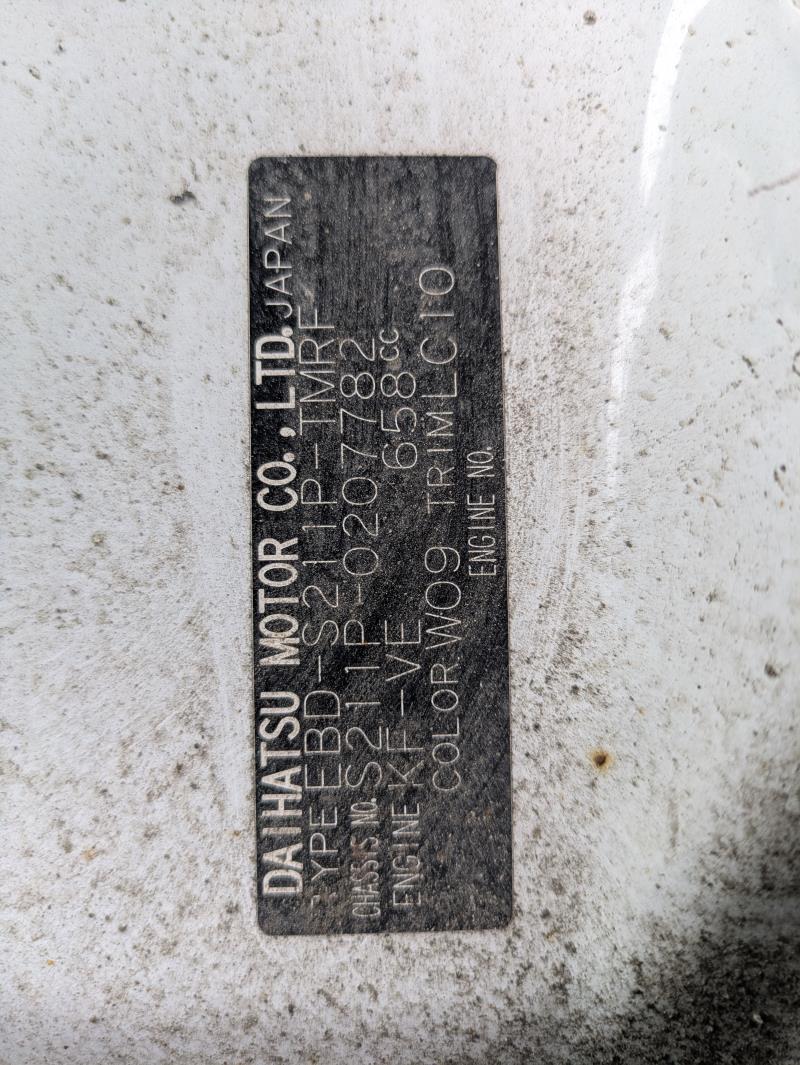 DAIHATSU MOTOR CO., LTD. JAPAN
TYPE EBD-S211P-TMRF
CHASSIS NO. S211P-0207782
ENGINE KF-VE 658cc
COLOR W09 TRIM LC10
ENGINE NO.